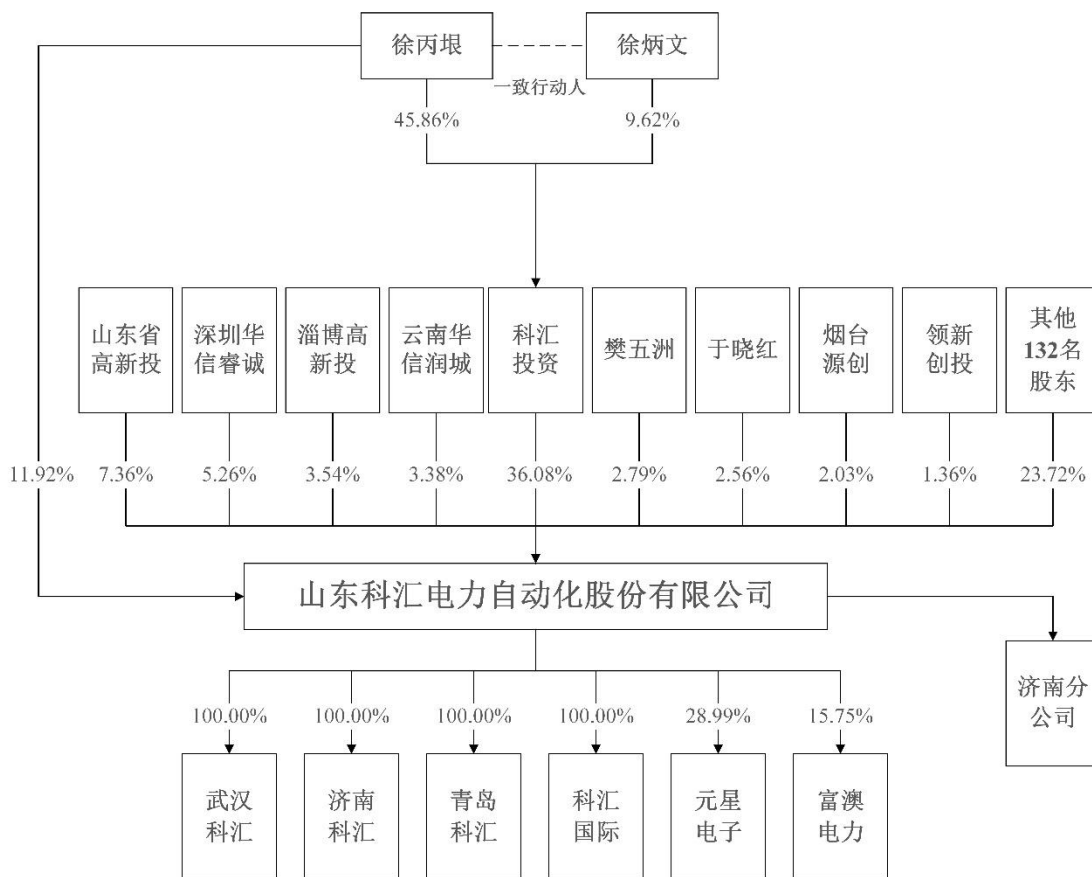 徐丙垠
徐炳文
一致行动人
45.86%
9.62%
山东省
高新投
深圳华
信睿诚
淄博高
新投
云南华
信润城
科汇
投资
樊五洲
于晓红
烟台
源创
领新
创投
其他
132名
股东
11.92%
7.36%
5.26%
3.54%
3.38%
36.08%
2.79%
2.56%
2.03%
1.36%
23.72%
山东科汇电力自动化股份有限公司
济南分
公司
100.00%
100.00%
100.00%
100.00%
28.99%
15.75%
武汉
科汇
济南
科汇
青岛
科汇
科汇
国际
元星
电子
富澳
电力